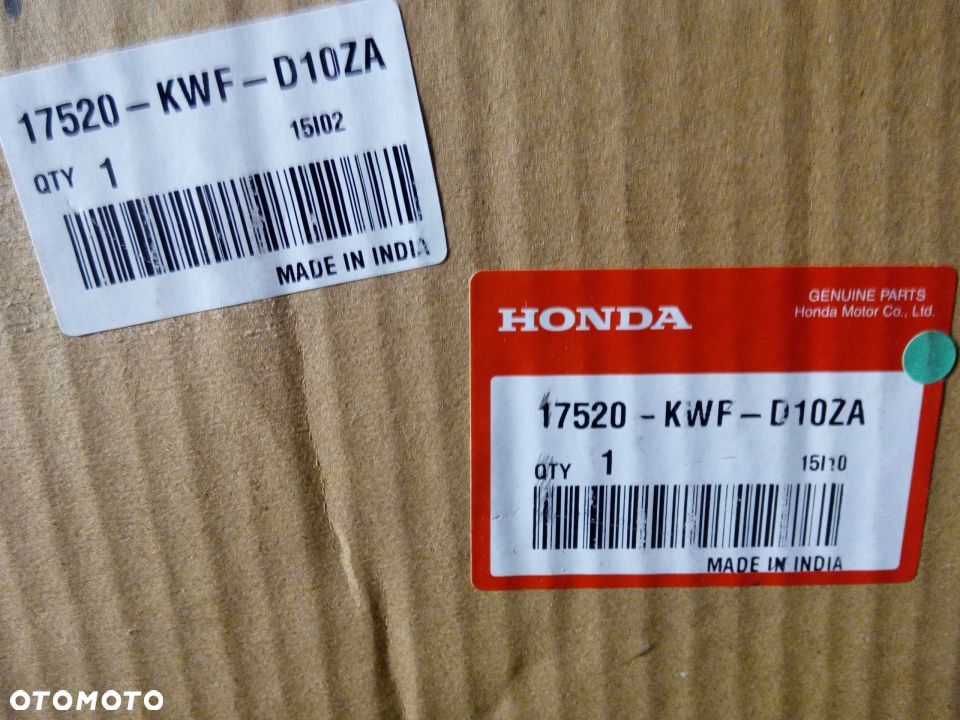 17520-KWF-D10ZA
15I02
QTY 1
MADE IN INDIA
HONDA
GENUINE PARTS
Honda Motor Co., Ltd.
17520-KWF-D10ZA
QTY 1 15I10
MADE IN INDIA
OTOMOTO